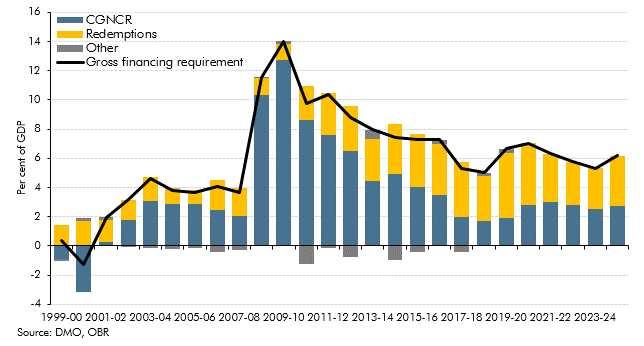 CGNCR
Redemptions
Other
Gross financing requirement
Per cent of GDP
16
14
12
10
8
6
4
2
0
-2
-4
1999-00 2001-02 2003-04 2005-06 2007-08 2009-10 2011-12 2013-14 2015-16 2017-18 2019-20 2021-22 2023-24
Source: DMO, OBR